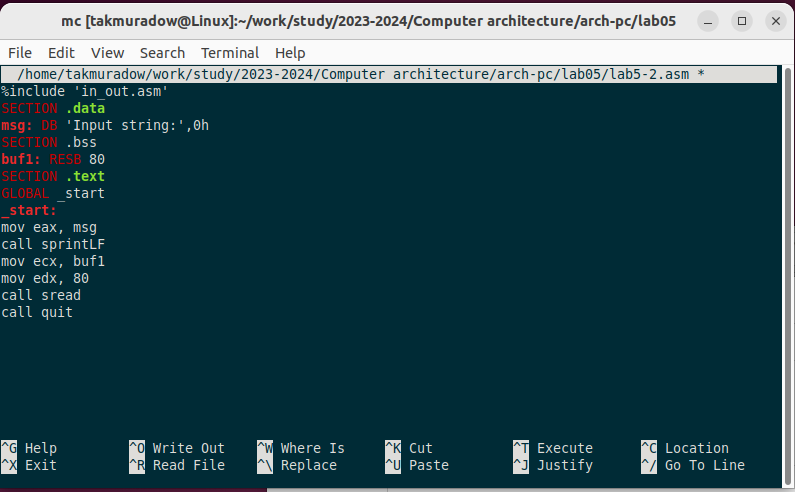 mc [takmuradow@Linux]:~/work/study/2023-2024/Computer architecture/arch-pc/lab05
File Edit View Search Terminal Help
/home/takmuradow/work/study/2023-2024/Computer architecture/arch-pc/lab05/lab5-2.asm *
%include 'in_out.asm'
SECTION .data
msg: DB 'Input string:',0h
SECTION .bss
buf1: RESB 80
SECTION .text
GLOBAL _start
_start:
mov eax, msg
call sprintLF
mov ecx, buf1
mov edx, 80
call sread
call quit
^G Help ^O Write Out ^W Where Is ^K Cut ^T Execute ^C Location
^X Exit ^R Read File ^\ Replace ^U Paste ^J Justify ^/ Go To Line